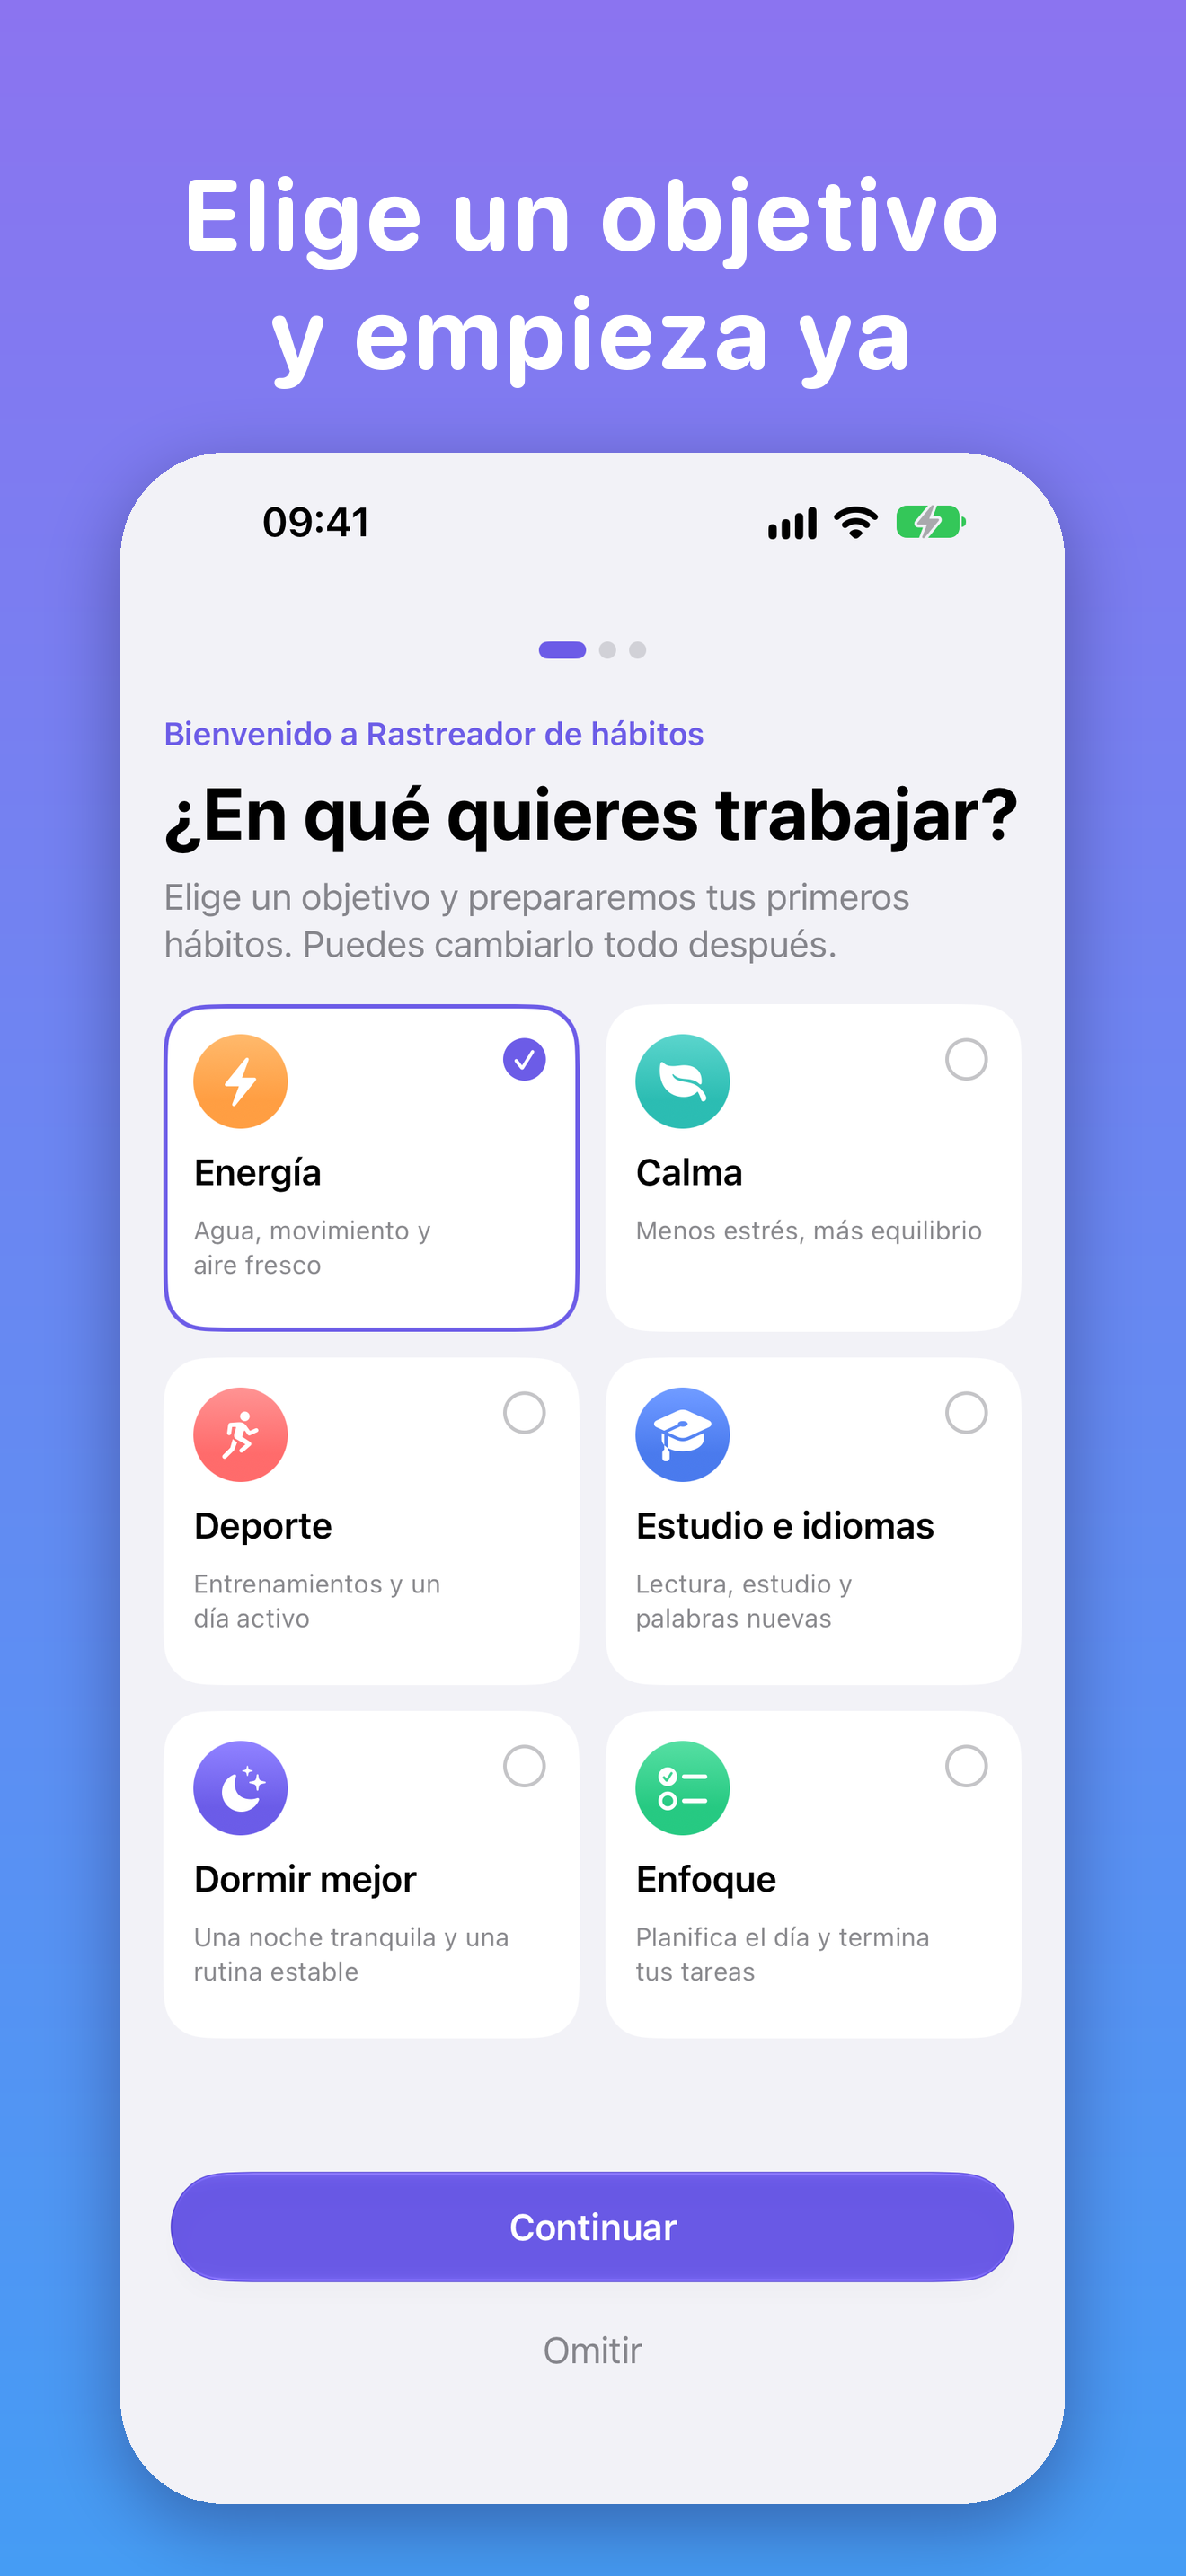 Elige un objetivo
y empieza ya
09:41
Bienvenido a Rastreador de hábitos
¿En qué quieres trabajar?
Elige un objetivo y prepararemos tus primeros
hábitos. Puedes cambiarlo todo después.
Energía
Agua, movimiento y
aire fresco
Calma
Menos estrés, más equilibrio
Deporte
Entrenamientos y un
día activo
Estudio e idiomas
Lectura, estudio y
palabras nuevas
Dormir mejor
Una noche tranquila y una
rutina estable
Enfoque
Planifica el día y termina
tus tareas
Continuar
Omitir